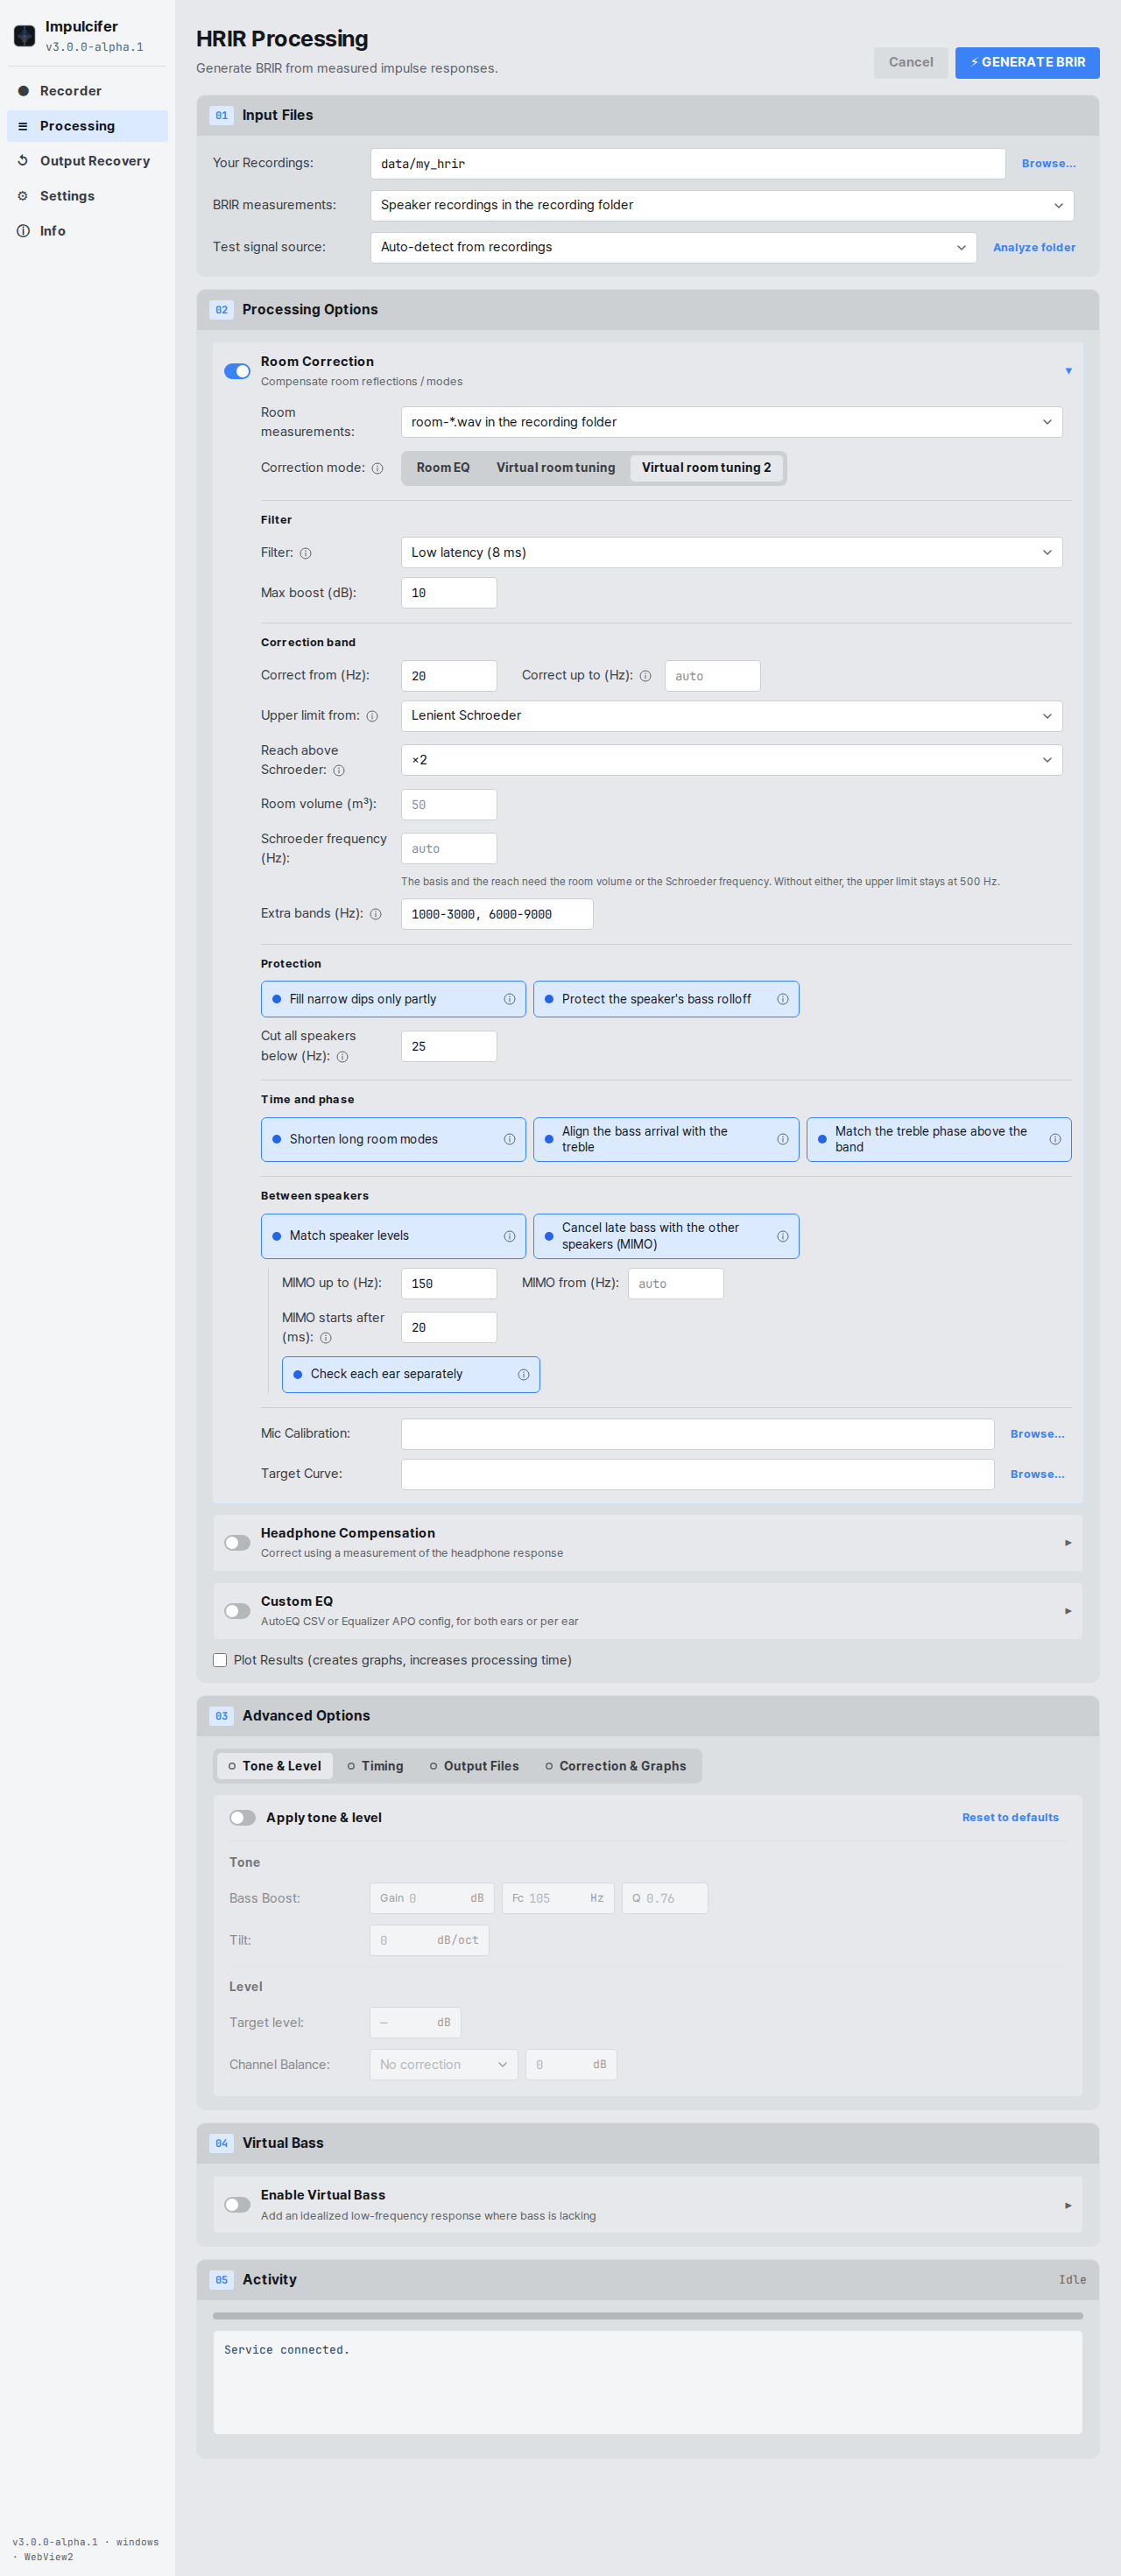 Impulcifer
v3.0.0-alpha.1
Recorder
Processing
Output Recovery
Settings
Info
HRIR Processing
Generate BRIR from measured impulse responses.
Cancel
⚡ GENERATE BRIR
01 Input Files
Your Recordings: data/my_hrir Browse...
BRIR measurements: Speaker recordings in the recording folder
Test signal source: Auto-detect from recordings Analyze folder
02 Processing Options
Room Correction
Compensate room reflections / modes
Room
measurements:
room-*.wav in the recording folder
Correction mode: ⓘ Room EQ Virtual room tuning Virtual room tuning 2
Filter
Filter: ⓘ Low latency (8 ms)
Max boost (dB): 10
Correction band
Correct from (Hz): 20 Correct up to (Hz): ⓘ auto
Upper limit from: ⓘ Lenient Schroeder
Reach above
Schroeder: ⓘ
×2
Room volume (m³): 50
Schroeder frequency
(Hz):
auto
The basis and the reach need the room volume or the Schroeder frequency. Without either, the upper limit stays at 500 Hz.
Extra bands (Hz): ⓘ 1000-3000, 6000-9000
Protection
Fill narrow dips only partly ⓘ Protect the speaker's bass rolloff ⓘ
Cut all speakers
below (Hz): ⓘ
25
Time and phase
Shorten long room modes ⓘ
Align the bass arrival with the
treble ⓘ
Match the treble phase above the
band ⓘ
Between speakers
Match speaker levels ⓘ
Cancel late bass with the other
speakers (MIMO) ⓘ
MIMO up to (Hz): 150 MIMO from (Hz): auto
MIMO starts after
(ms): ⓘ
20
Check each ear separately ⓘ
Mic Calibration: Browse...
Target Curve: Browse...
Headphone Compensation
Correct using a measurement of the headphone response
Custom EQ
AutoEQ CSV or Equalizer APO config, for both ears or per ear
Plot Results (creates graphs, increases processing time)
03 Advanced Options
Tone & Level Timing Output Files Correction & Graphs
Apply tone & level Reset to defaults
Tone
Bass Boost: Gain 0 dB Fc 105 Hz Q 0.76
Tilt: 0 dB/oct
Level
Target level: — dB
Channel Balance: No correction 0 dB
04 Virtual Bass
Enable Virtual Bass
Add an idealized low-frequency response where bass is lacking
05 Activity Idle
Service connected.
v3.0.0-alpha.1 · windows
· WebView2